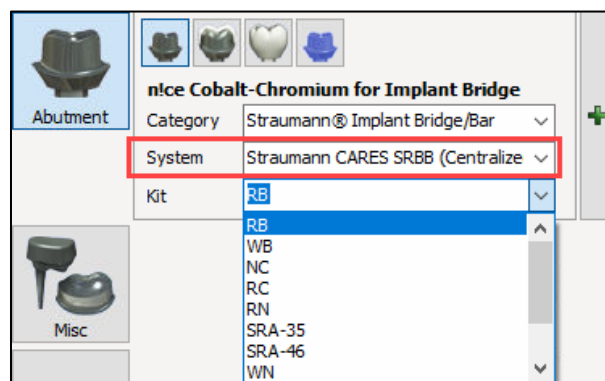 n!ce Cobalt-Chromium for Implant Bridge
Abutment
Category Straumann® Implant Bridge/Bar
System Straumann CARES SRBB (Centralize
Kit RB
RB
WB
NC
RC
RN
SRA-35
SRA-46
WN
Misc